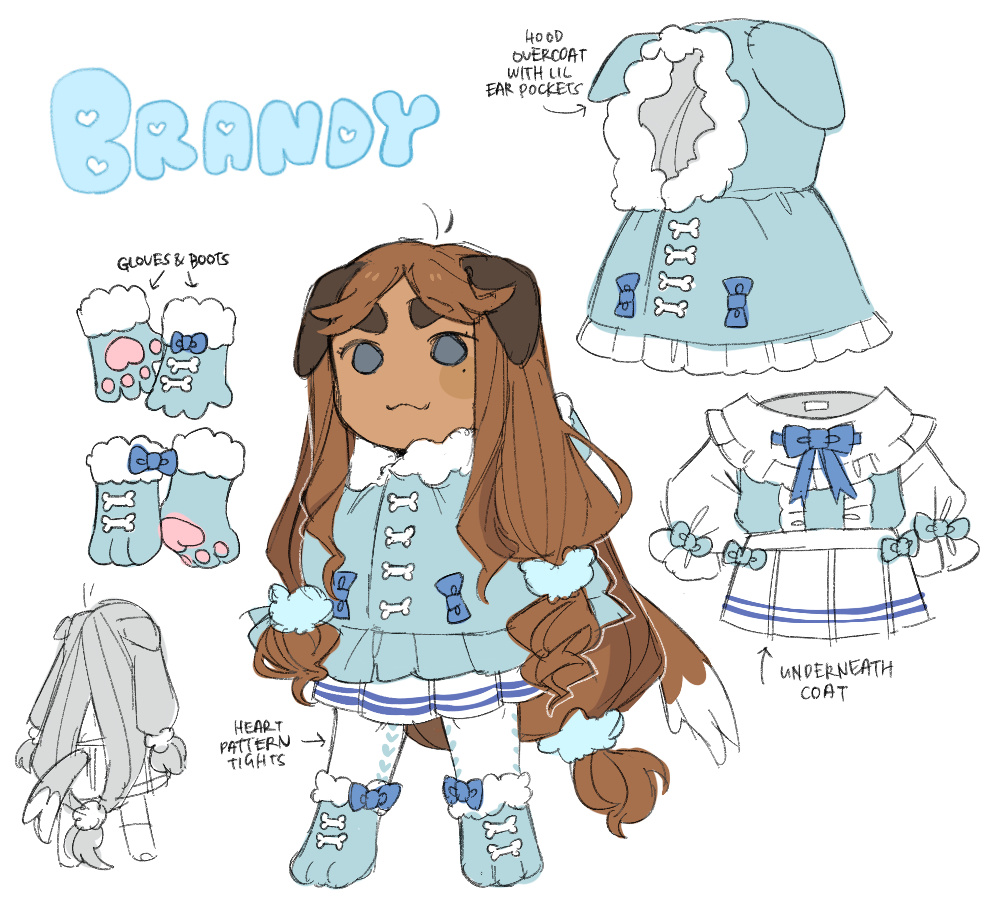 BRANDY
HOOD
OVERCOAT
WITH LIL
EAR POCKETS
GLOVES & BOOTS
HEART
PATTERN
TIGHTS
UNDERNEATH
COAT